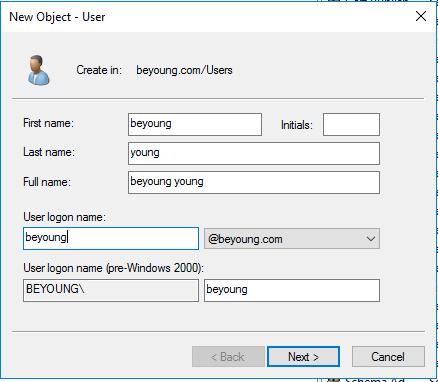 New Object - User
Create in: beyoung.com/Users
First name: beyoung Initials:
Last name: young
Full name: beyoung young
User logon name:
beyoung @beyoung.com
User logon name (pre-Windows 2000):
BEYOUNG\ beyoung
< Back Next > Cancel